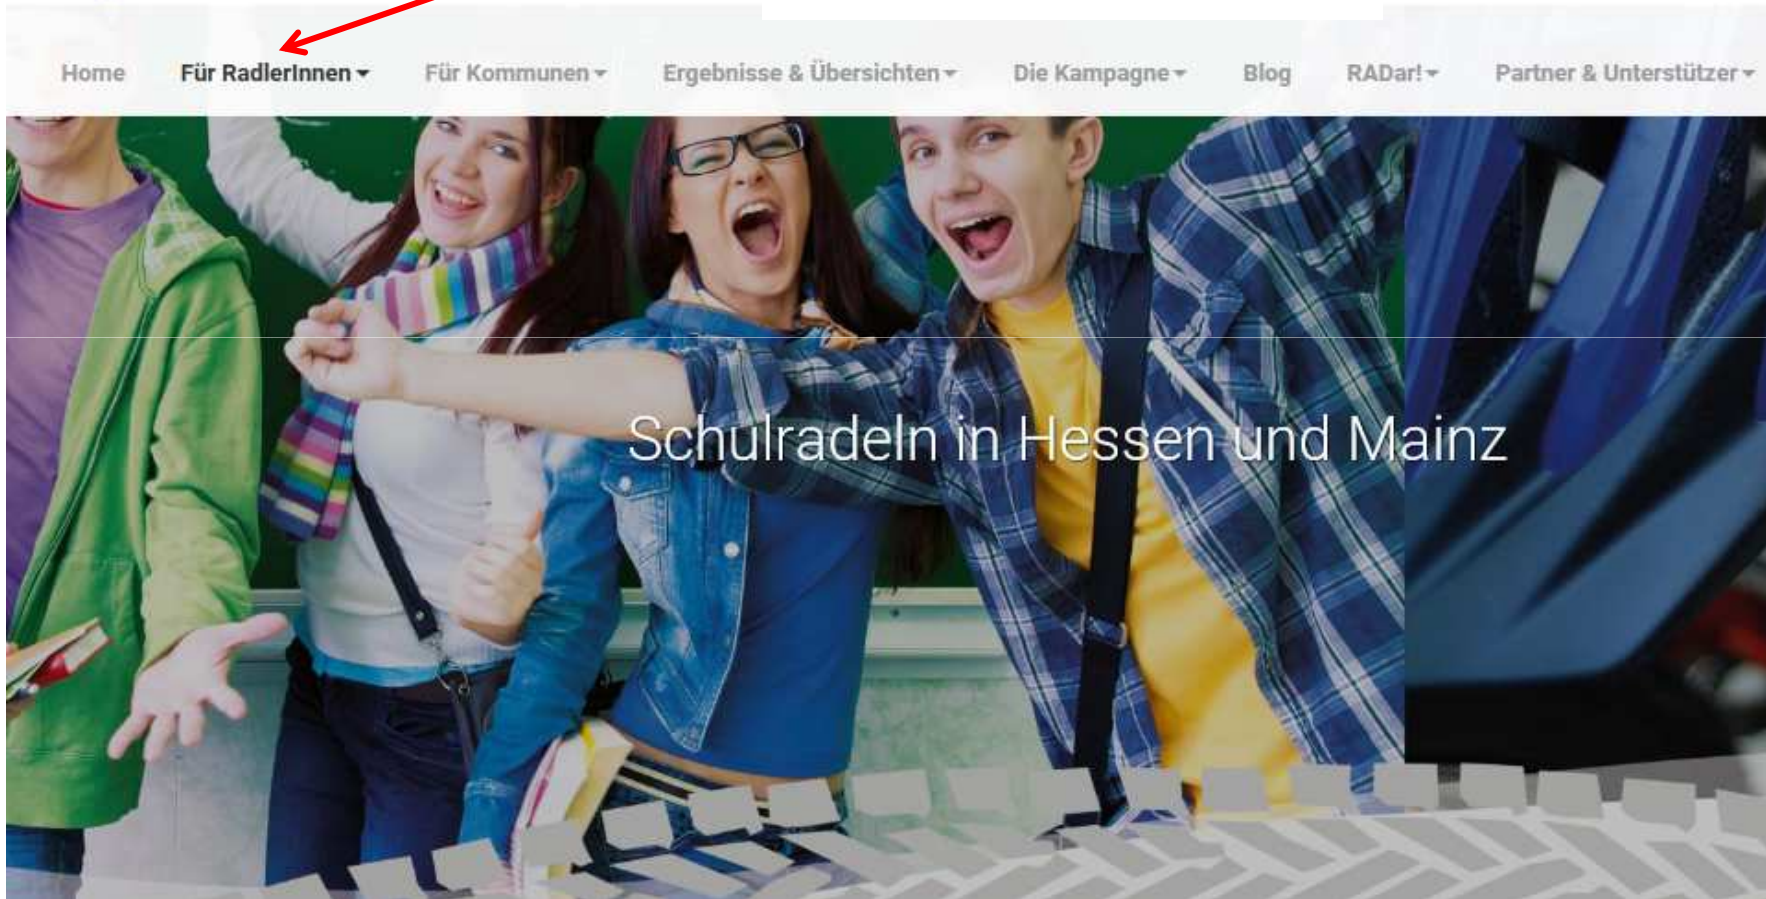 Home Für RadlerInnen Für Kommunen Ergebnisse & Übersichten Die Kampagne Blog RADar! Partner & Unterstützer
Schulradeln in Hessen und Mainz